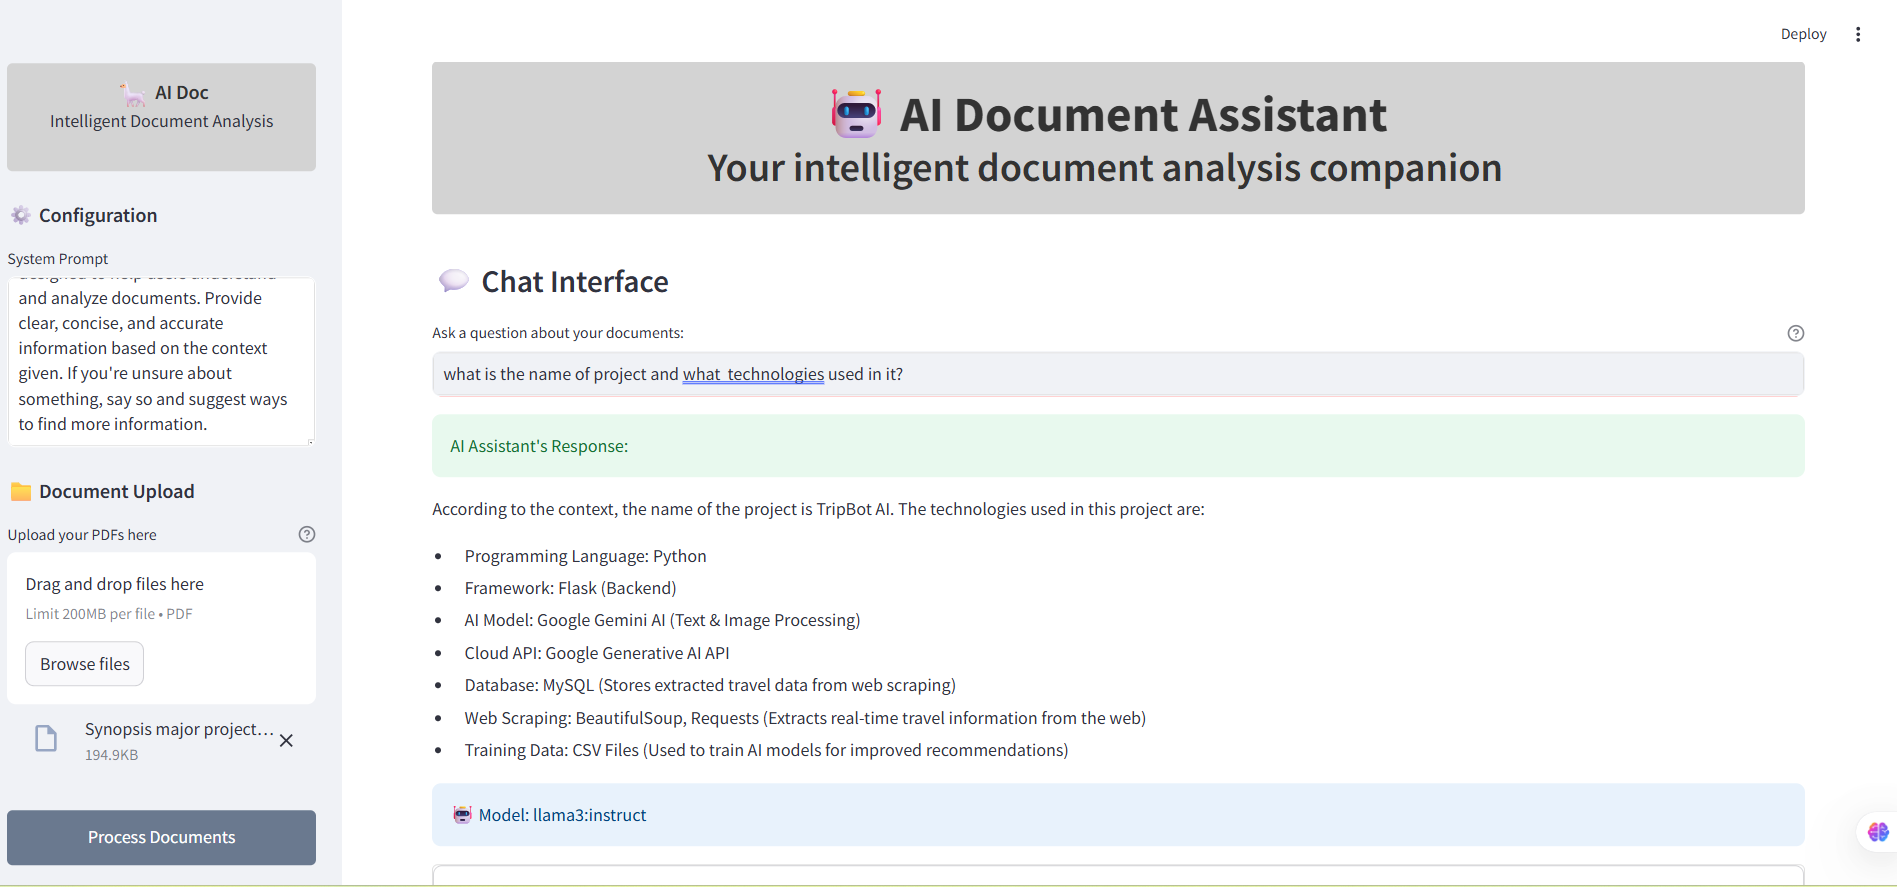 Deploy
AI Doc
Intelligent Document Analysis
Configuration
System Prompt
designed to help users understand
and analyze documents. Provide
clear, concise, and accurate
information based on the context
given. If you're unsure about
something, say so and suggest ways
to find more information.
Document Upload
Upload your PDFs here
Drag and drop files here
Limit 200MB per file • PDF
Browse files
Synopsis major project...
194.9KB
Process Documents
AI Document Assistant
Your intelligent document analysis companion
Chat Interface
Ask a question about your documents:
what is the name of project and what  technologies used in it?
AI Assistant's Response:
According to the context, the name of the project is TripBot AI. The technologies used in this project are:
• Programming Language: Python
• Framework: Flask (Backend)
• AI Model: Google Gemini AI (Text & Image Processing)
• Cloud API: Google Generative AI API
• Database: MySQL (Stores extracted travel data from web scraping)
• Web Scraping: BeautifulSoup, Requests (Extracts real-time travel information from the web)
• Training Data: CSV Files (Used to train AI models for improved recommendations)
Model: llama3:instruct